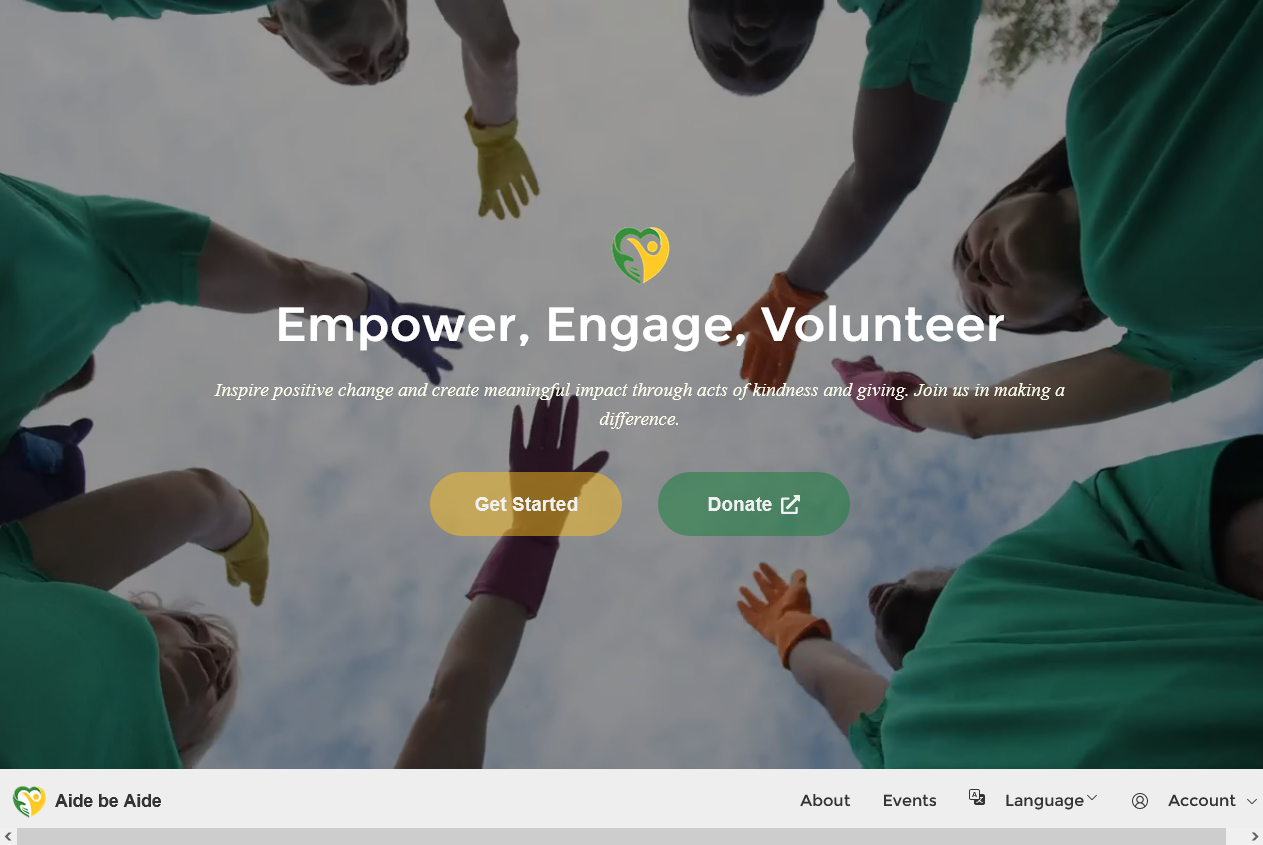 Empower, Engage, Volunteer
Inspire positive change and create meaningful impact through acts of kindness and giving. Join us in making a
difference.
Get Started
Donate
Aide be Aide
About
Events
Language
Account